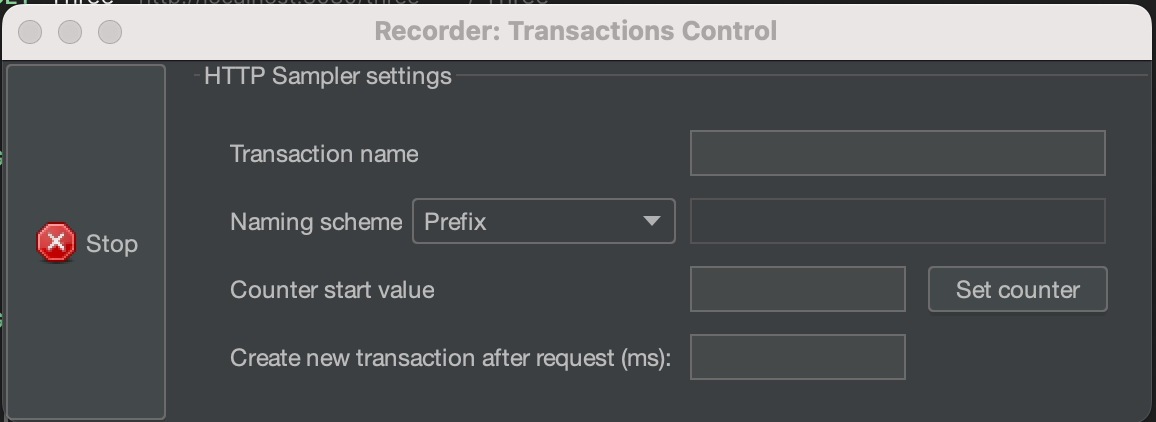 Recorder: Transactions Control
HTTP Sampler settings
Transaction name
Naming scheme Prefix
Stop
Counter start value Set counter
Create new transaction after request (ms):